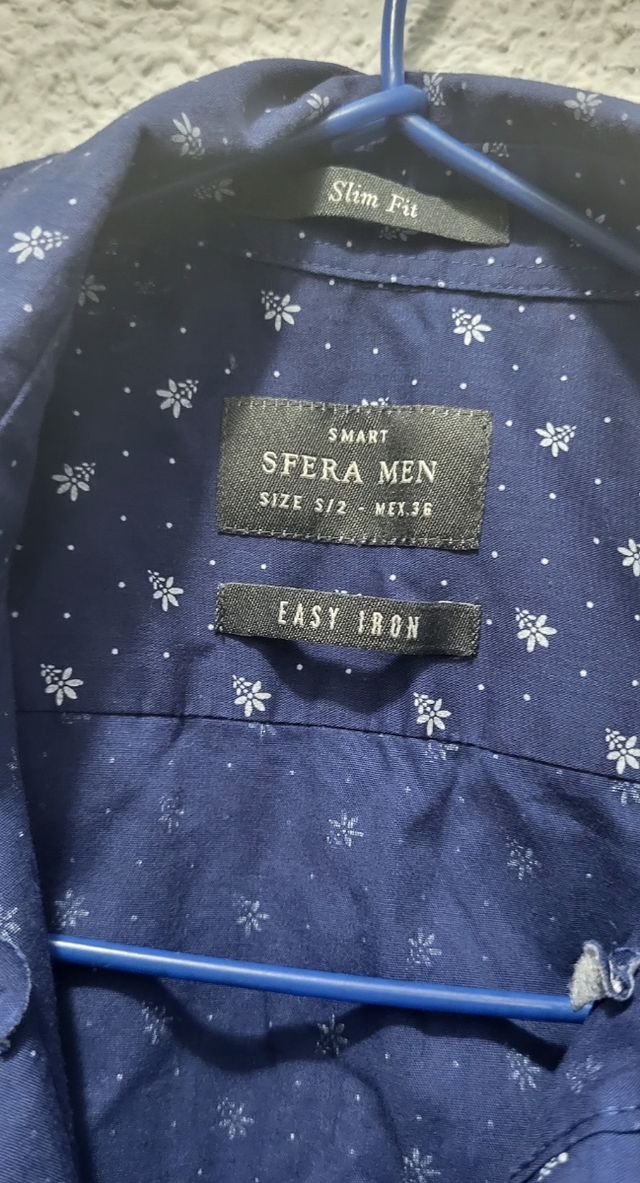 Slim Fit
SMART
SFERA MEN
SIZE S/2 - MEX.36
EASY IRON